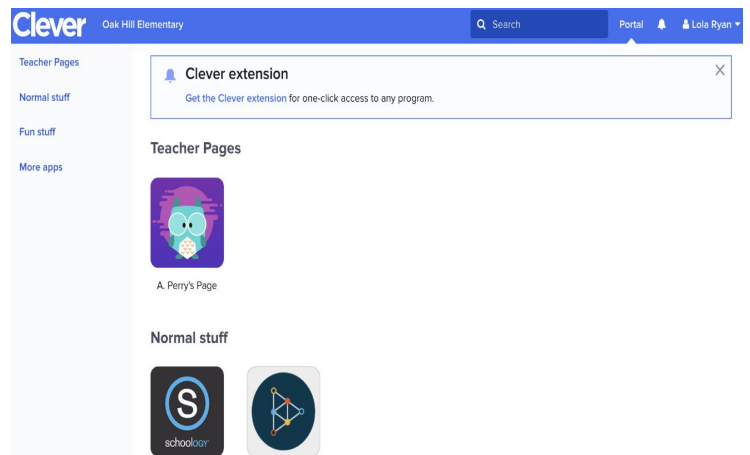 Clever Oak Hill Elementary Search Portal Lola Ryan
Teacher Pages
Normal stuff
Fun stuff
More apps
Clever extension
Get the Clever extension for one-click access to any program.
Teacher Pages
A. Perry's Page
Normal stuff
S
schoology